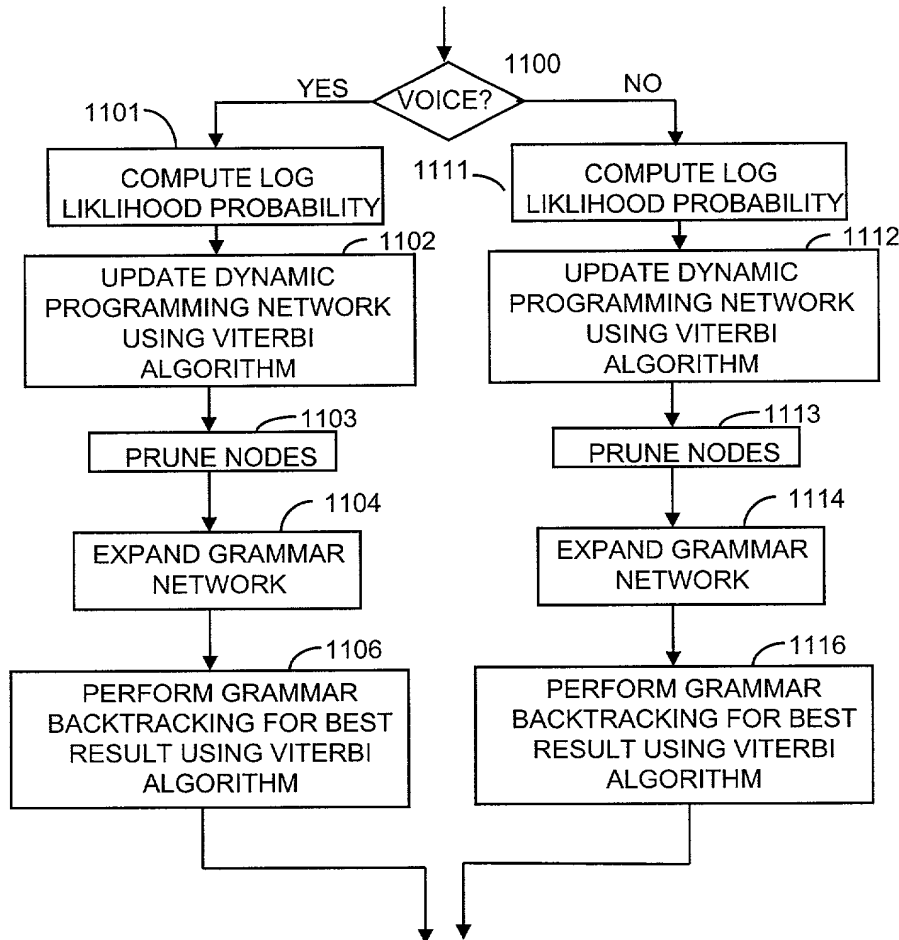 1100
YES
VOICE?
NO
1101
COMPUTE LOG
LIKLIHOOD PROBABILITY
1102
UPDATE DYNAMIC
PROGRAMMING NETWORK
USING VITERBI
ALGORITHM
1103
PRUNE NODES
1104
EXPAND GRAMMAR
NETWORK
1106
PERFORM GRAMMAR
BACKTRACKING FOR BEST
RESULT USING VITERBI
ALGORITHM
1111
COMPUTE LOG
LIKLIHOOD PROBABILITY
1112
UPDATE DYNAMIC
PROGRAMMING NETWORK
USING VITERBI
ALGORITHM
1113
PRUNE NODES
1114
EXPAND GRAMMAR
NETWORK
1116
PERFORM GRAMMAR
BACKTRACKING FOR BEST
RESULT USING VITERBI
ALGORITHM